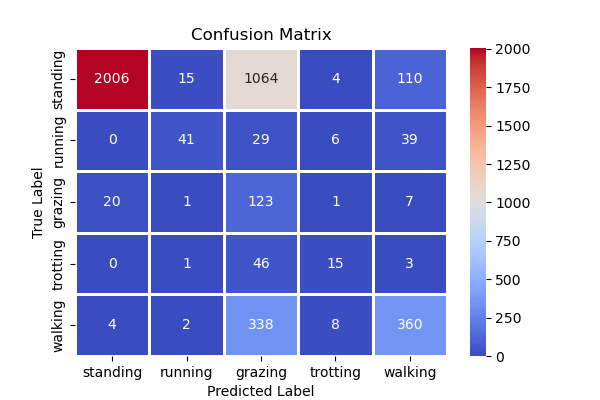 Confusion Matrix
True Label
standing 2006 15 1064 4 110
running 0 41 29 6 39
grazing 20 1 123 1 7
trotting 0 1 46 15 3
walking 4 2 338 8 360
standing running grazing trotting walking
Predicted Label
2000
1750
1500
1250
1000
750
500
250
0